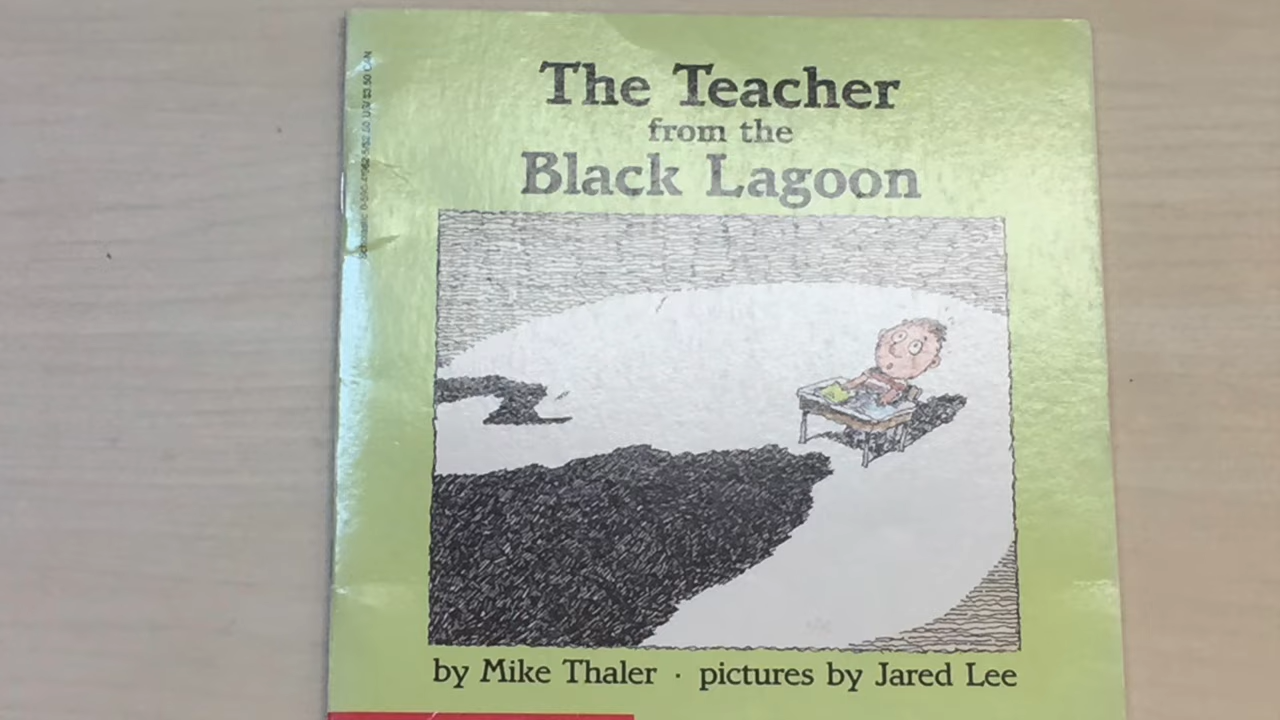 The Teacher
from the
Black Lagoon
by Mike Thaler · pictures by Jared Lee